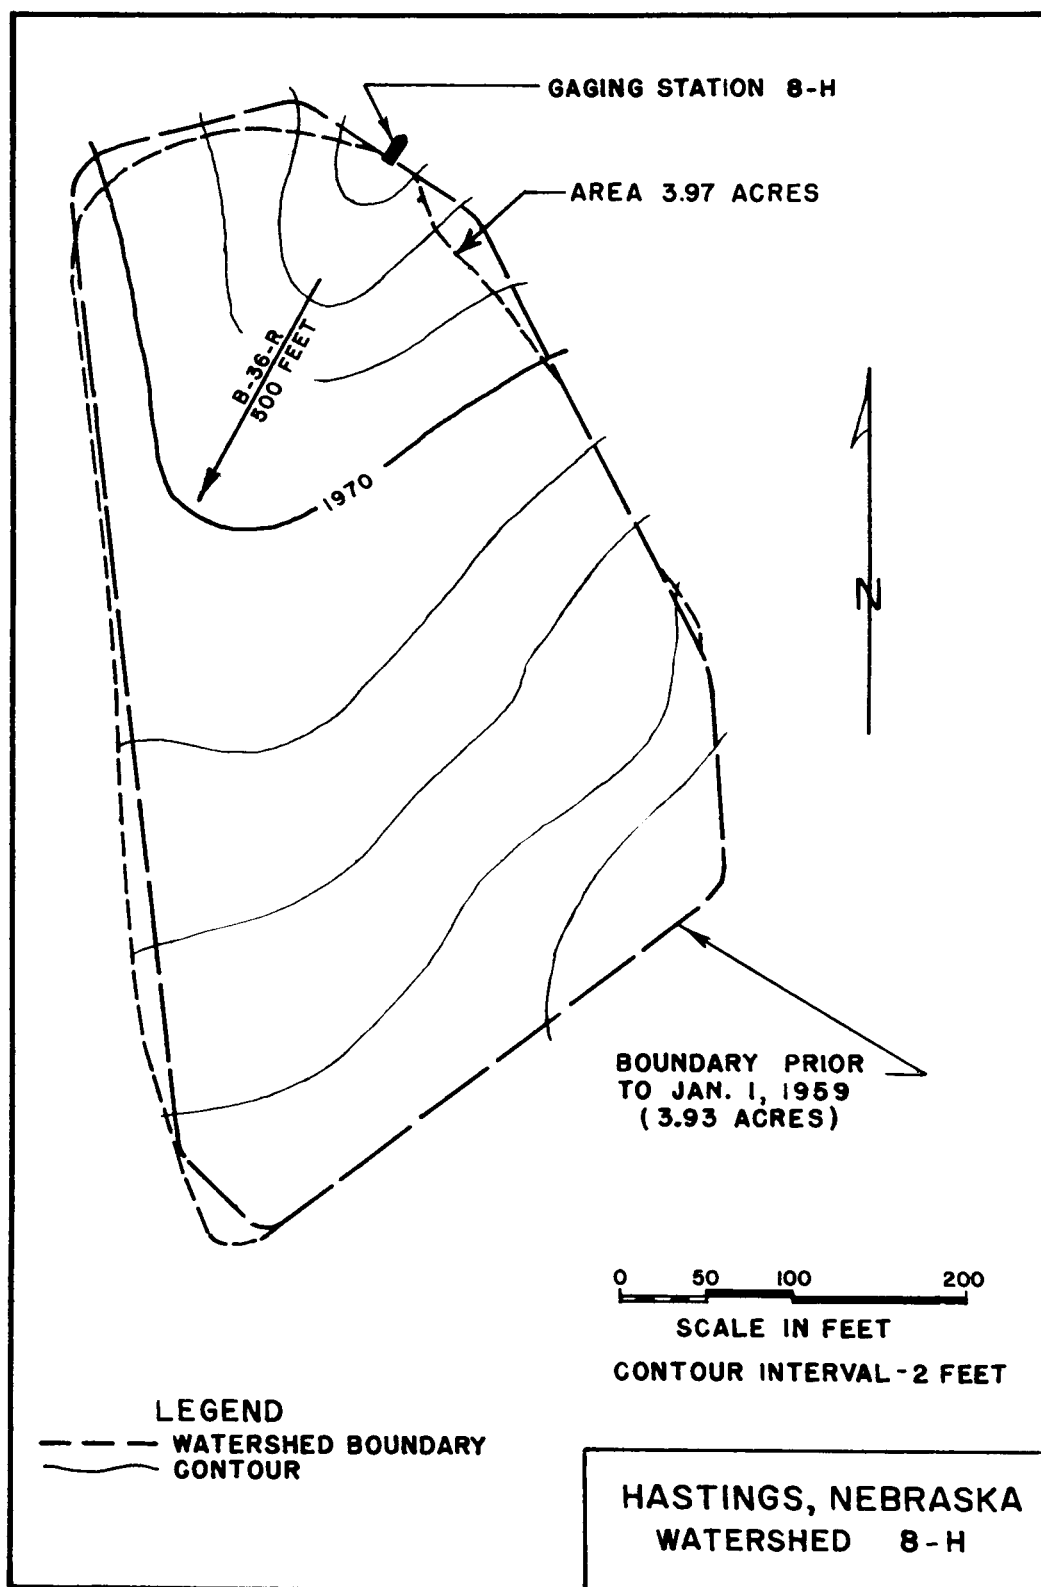 GAGING STATION 8-H
AREA 3.97 ACRES
B-36-R
500 FEET
1970
N
BOUNDARY PRIOR
TO JAN. 1, 1959
(3.93 ACRES)
0 50 100 200
SCALE IN FEET
CONTOUR INTERVAL-2 FEET
LEGEND
WATERSHED BOUNDARY
CONTOUR
HASTINGS, NEBRASKA
WATERSHED 8-H